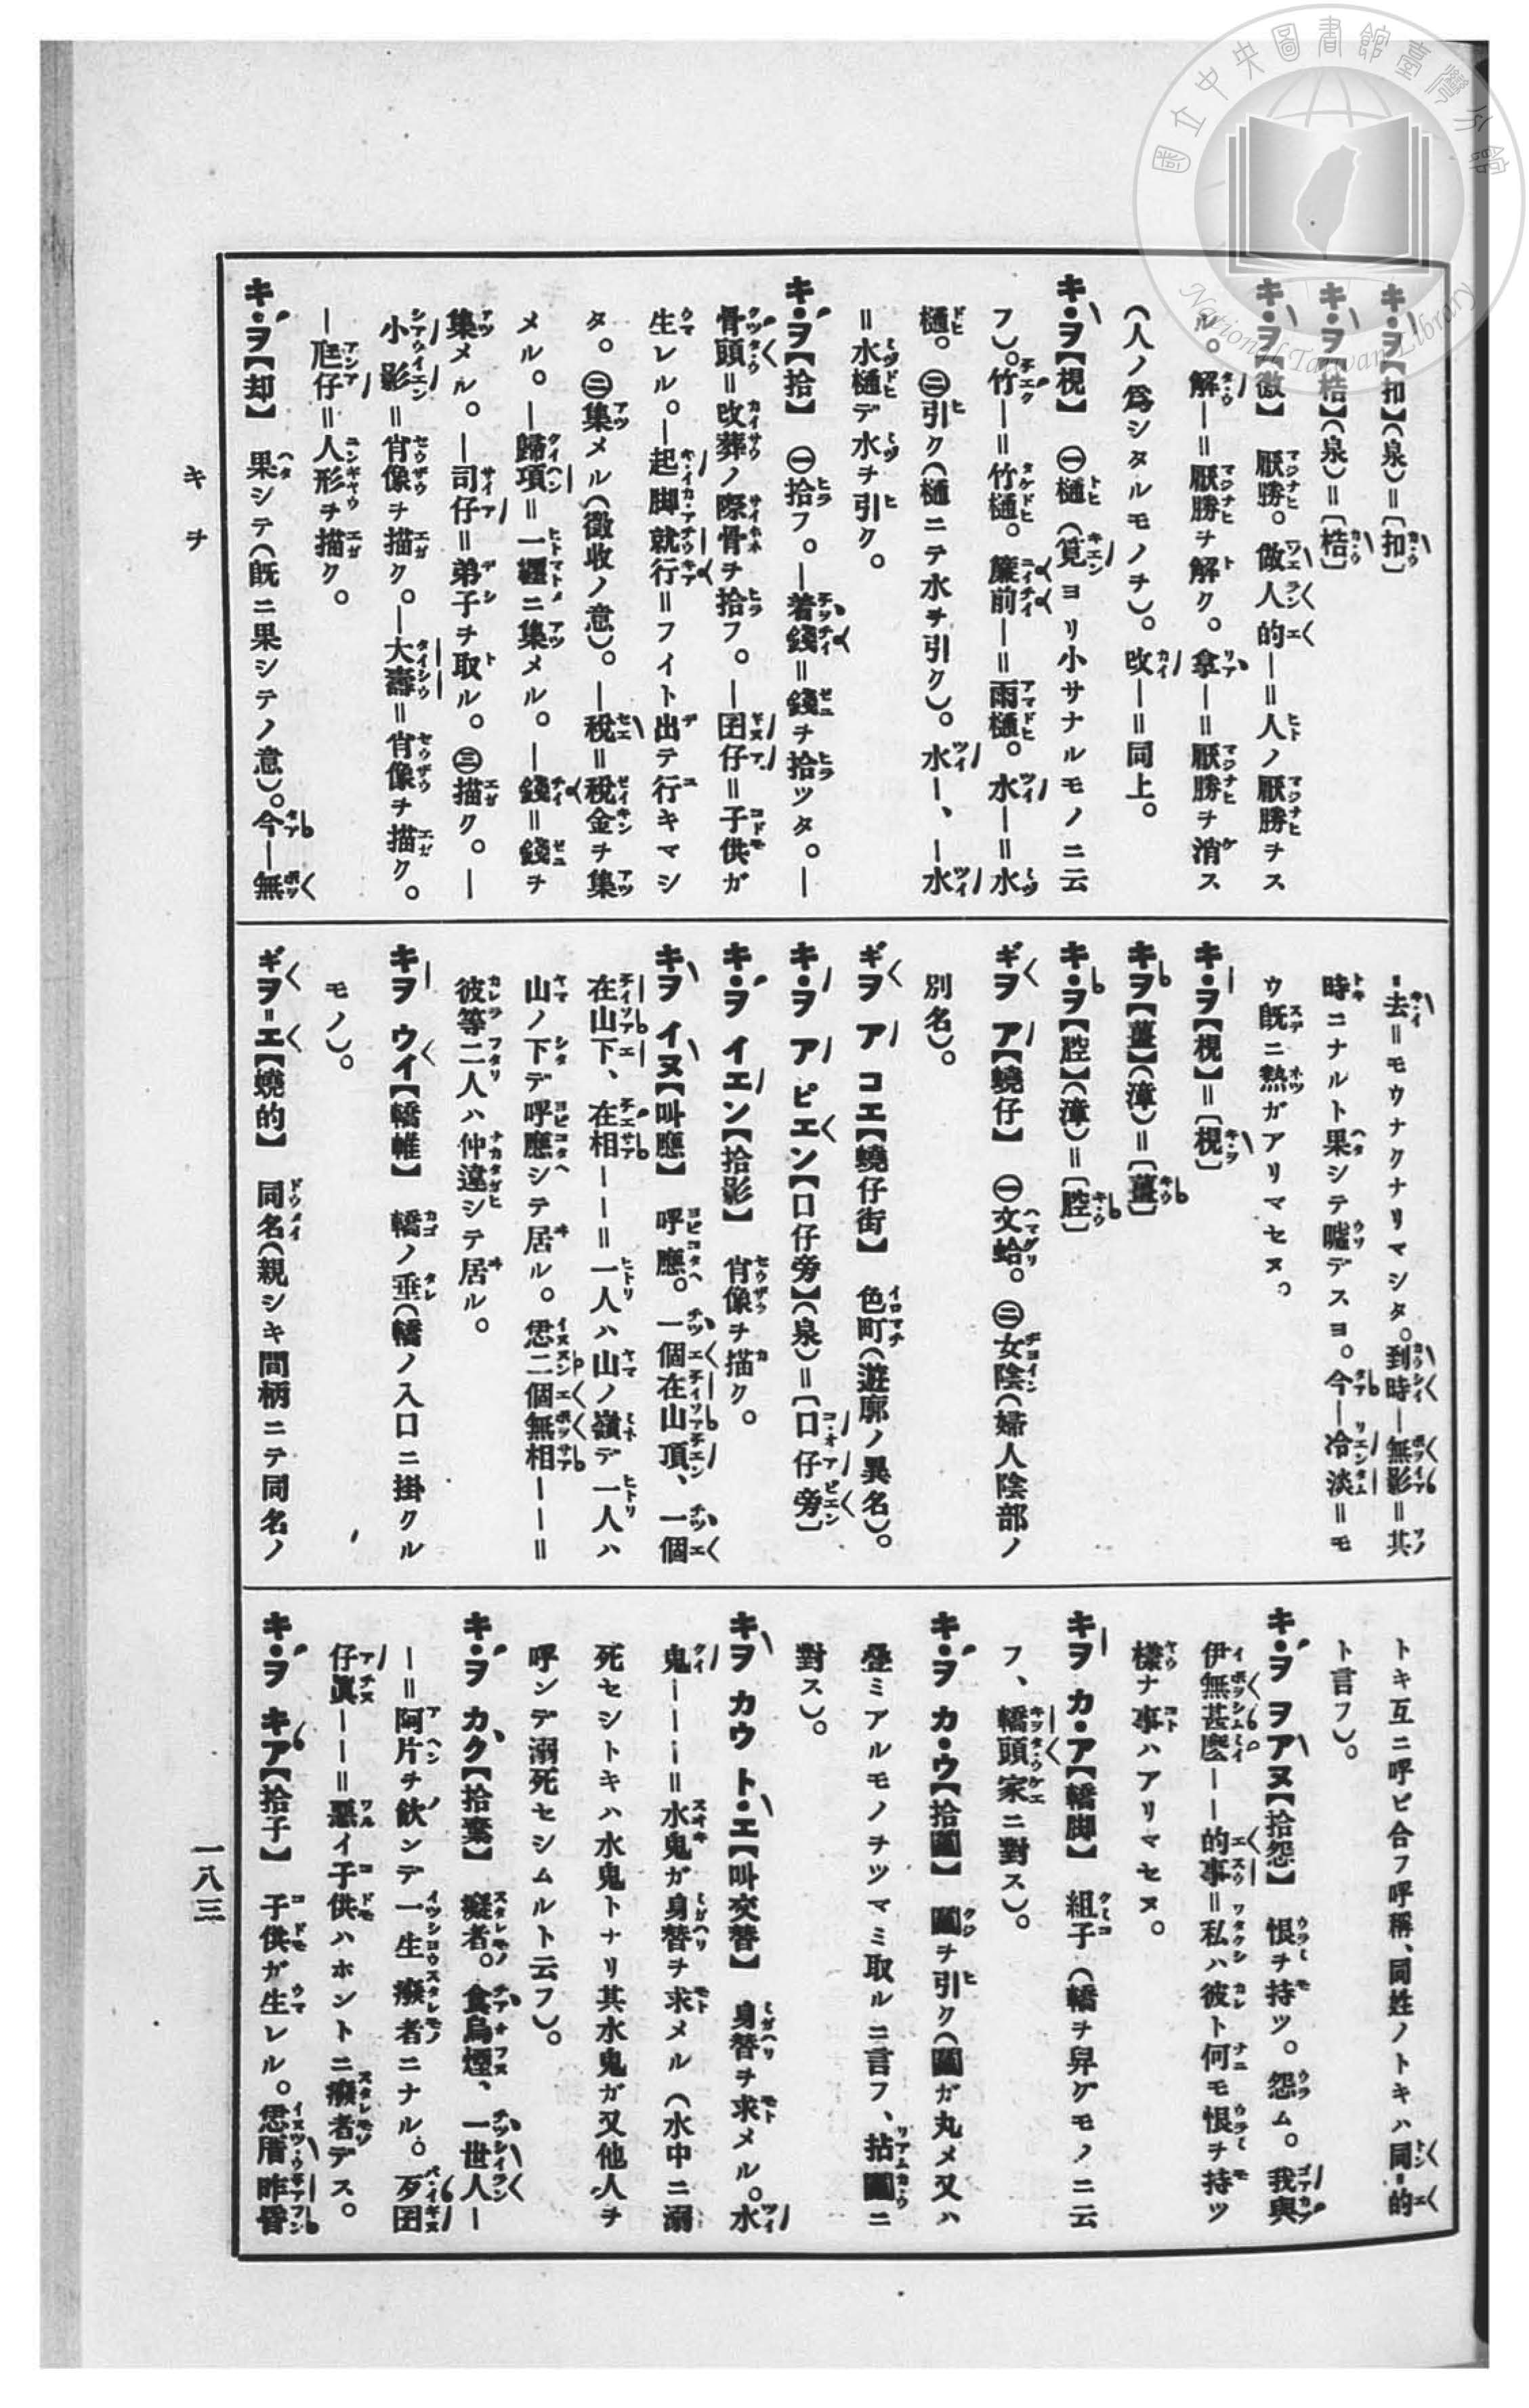 國立中央圖書館臺灣分館
National Taiwan Library
キ・ヲ【扣】(泉)=〔扣〕
キ・ヲ【梏】(泉)=〔梏〕
キ・ヲ【徼】 厭勝。做人的―=人ノ厭勝ヲス
ル。解―=厭勝ヲ解ク。拿―=厭勝ヲ消ス
(人ノ爲シタルモノヲ)。改―=同上。
キ・ヲ【梘】 ㊀樋(筧ヨリ小サナルモノニ云
フ)。竹―=竹樋。簾前―=雨樋。水―=水
樋。㊁引ク(樋ニテ水ヲ引ク)。水―、―水
=水樋デ水ヲ引ク。
キ・ヲ【拾】 ㊀拾フ。―着錢=錢ヲ拾ツタ。―
骨頭=改葬ノ際骨ヲ拾フ。―囝仔=子供ガ
生レル。―起脚就行=フイト出テ行キマシ
タ。㊁集メル(徵收ノ意)。―稅=稅金ヲ集
メル。―歸項=一纒ニ集メル。―錢=錢ヲ
集メル。―司仔=弟子ヲ取ル。㊂描ク。―
小影=肖像ヲ描ク。―大壽=肖像ヲ描ク。
―尫仔=人形ヲ描ク。
キ・ヲ【却】 果シテ(既ニ果シテノ意)。今―無
去=モウナクナリマシタ。到時―無影=其
時ニナルト果シテ噓デスヨ。今―冷淡=モ
ウ既ニ熱ガアリマセヌ。
キ・ヲ【梘】=〔梘〕
キヲ【薑】(漳)=〔薑〕
キ・ヲ【腔】(漳)=〔腔〕
ギヲ ア【蟯仔】 ㊀文蛤。㊁女陰(婦人陰部ノ
別名)。
ギヲ ア コエ【蟯仔街】 色町(遊廓ノ異名)。
キ・ヲ ア ピエン【口仔旁】(泉)=〔口仔旁〕
キ・ヲ イエン【拾影】 肖像ヲ描ク。
キヲ イヌ【叫應】 呼應。一個在山頂、一個
在山下、在相――=一人ハ山ノ嶺デ一人ハ
山ノ下デ呼應シテ居ル。恁二個無相――=
彼等二人ハ仲違シテ居ル。
キヲ ウイ【轎帷】 轎ノ垂(轎ノ入口ニ掛クル
モノ)。
ギヲ=エ【蟯的】 同名(親シキ間柄ニテ同名ノ
トキ互ニ呼ビ合フ呼稱、同姓ノトキハ同=的
ト言フ)。
キ・ヲ ヲアヌ【拾怨】 恨ヲ持ツ。怨ム。我與
伊無甚麼――的事=私ハ彼ト何モ恨ヲ持ツ
樣ナ事ハアリマセヌ。
キヲ カ・ア【轎脚】 組子(轎ヲ舁グモノニ云
フ、轎頭家ニ對ス)。
キ・ヲ カ・ウ【拾鬮】 鬮ヲ引ク(鬮ガ丸メ又ハ
疊ミアルモノヲツマミ取ルニ言フ、拈鬮ニ
對ス)。
キヲ カウ ト・エ【叫交替】 身替ヲ求メル。水
鬼―――=水鬼ガ身替ヲ求メル(水中ニ溺
死セシトキハ水鬼トナリ其水鬼ガ又他人ヲ
呼ンデ溺死セシムルト云フ)。
キ・ヲ カク【拾棄】 癈者。食烏煙、一世人―
―=阿片ヲ飮ンデ一生癈者ニナル。歹囝
仔眞――=惡イ子供ハホントニ癈者デス。
キ・ヲ キア【拾子】 子供ガ生レル。恁厝昨昏
キヲ
一八三